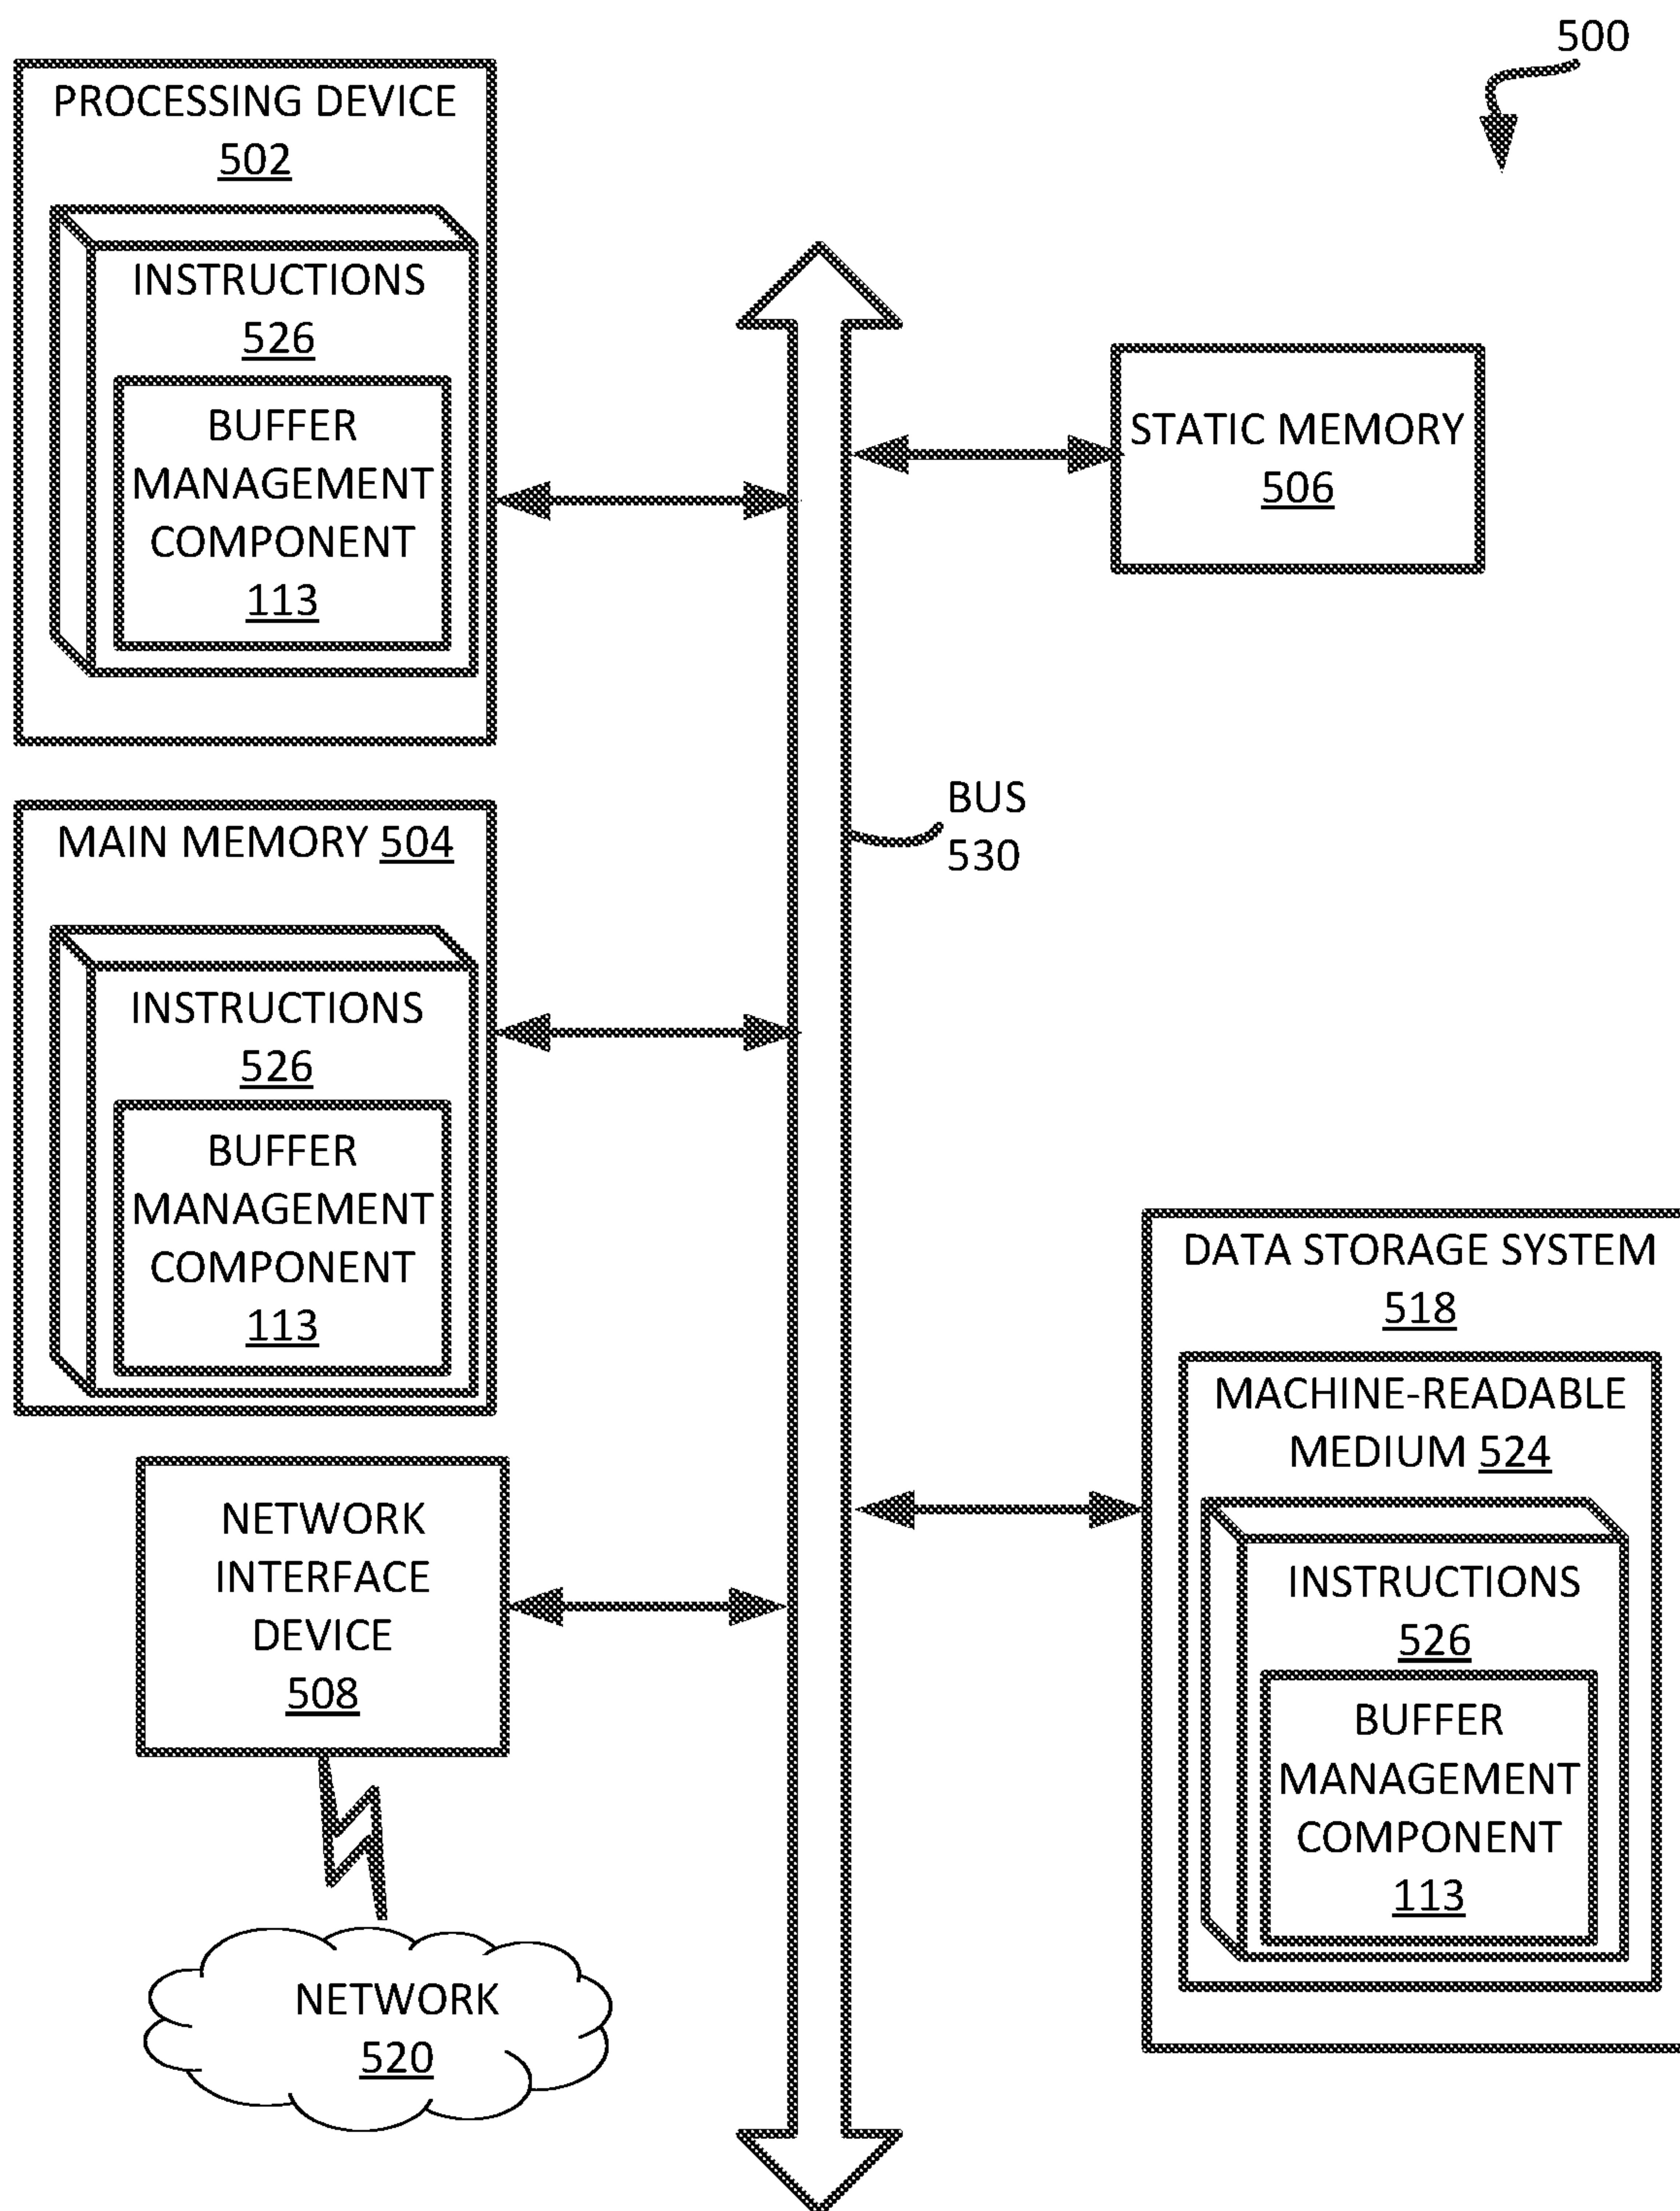 500
PROCESSING DEVICE
502
INSTRUCTIONS
526
BUFFER
MANAGEMENT
COMPONENT
113
STATIC MEMORY
506
BUS
530
MAIN MEMORY 504
INSTRUCTIONS
526
BUFFER
MANAGEMENT
COMPONENT
113
DATA STORAGE SYSTEM
518
MACHINE-READABLE
MEDIUM 524
INSTRUCTIONS
526
BUFFER
MANAGEMENT
COMPONENT
113
NETWORK
INTERFACE
DEVICE
508
NETWORK
520